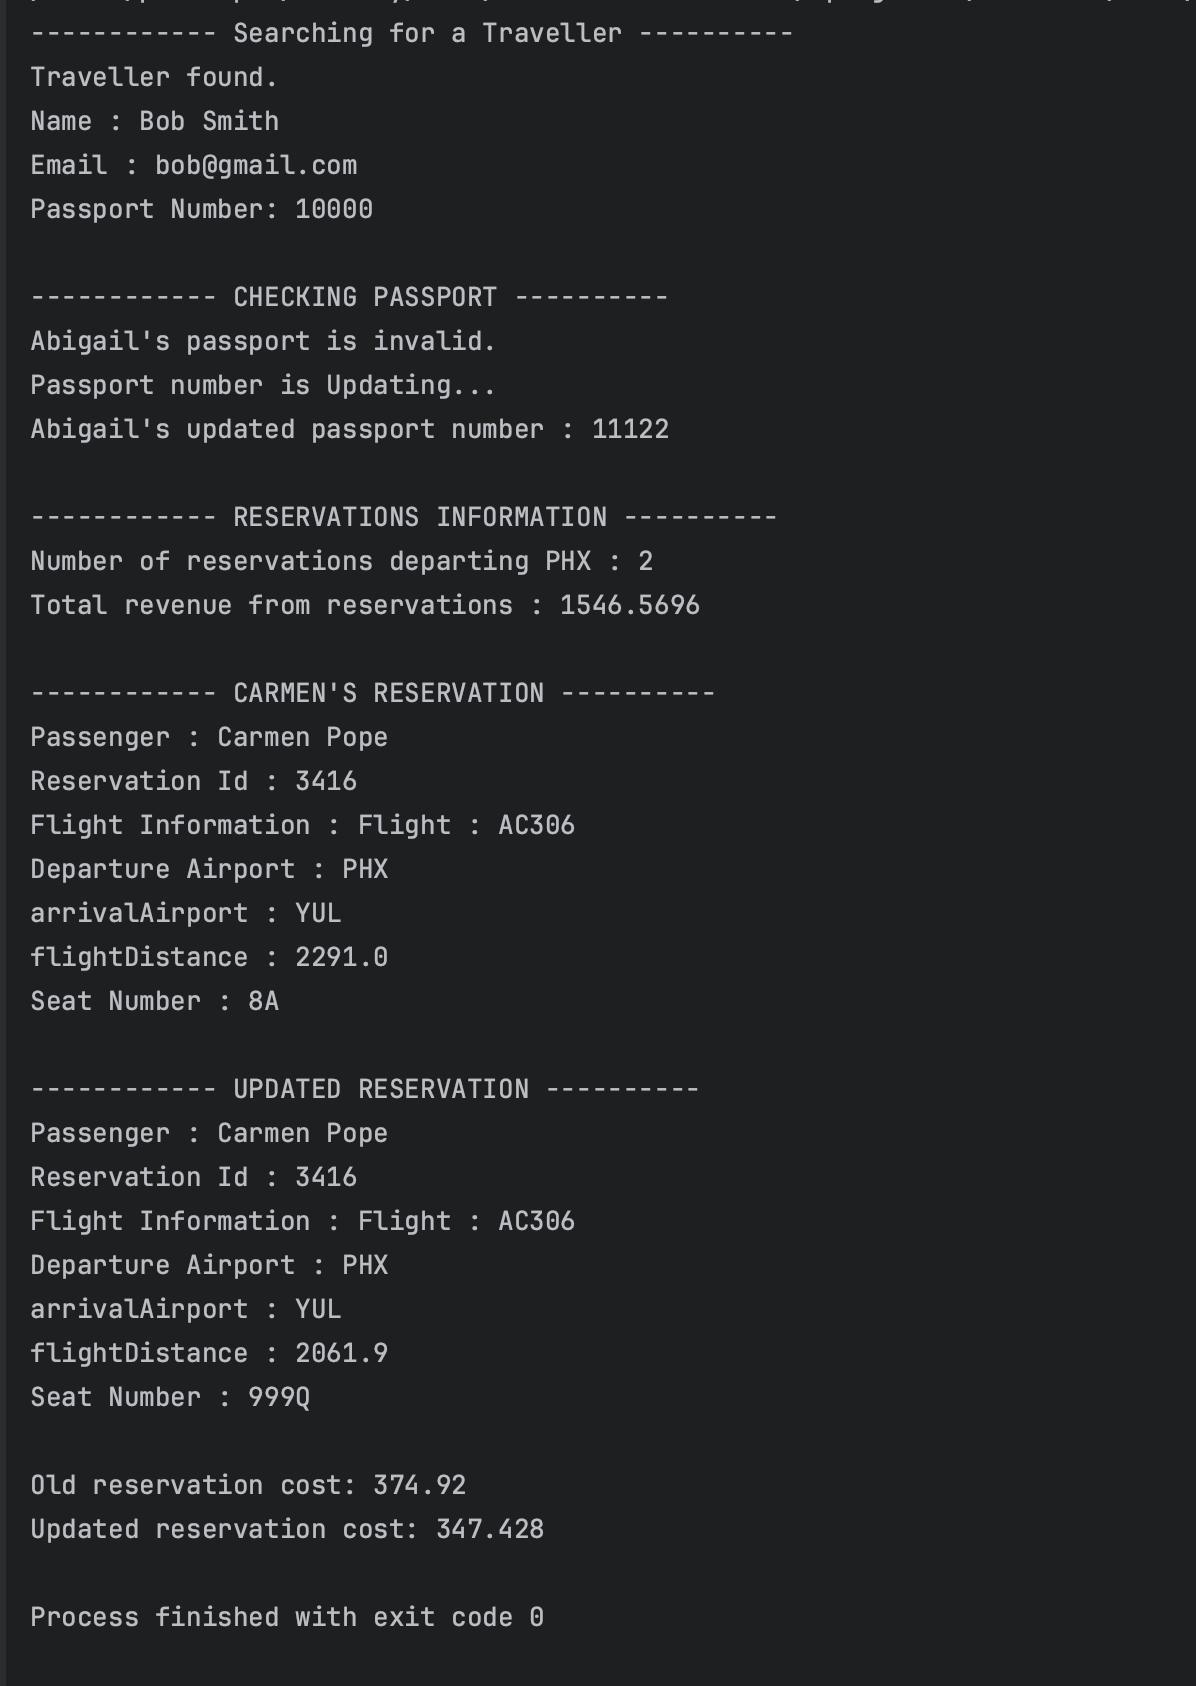 ------------ Searching for a Traveller ----------
Traveller found.
Name : Bob Smith
Email : bob@gmail.com
Passport Number: 10000
------------ CHECKING PASSPORT ----------
Abigail's passport is invalid.
Passport number is Updating...
Abigail's updated passport number : 11122
------------ RESERVATIONS INFORMATION ----------
Number of reservations departing PHX : 2
Total revenue from reservations : 1546.5696
------------ CARMEN'S RESERVATION ----------
Passenger : Carmen Pope
Reservation Id : 3416
Flight Information : Flight : AC306
Departure Airport : PHX
arrivalAirport : YUL
flightDistance : 2291.0
Seat Number : 8A
------------ UPDATED RESERVATION ----------
Passenger : Carmen Pope
Reservation Id : 3416
Flight Information : Flight : AC306
Departure Airport : PHX
arrivalAirport : YUL
flightDistance : 2061.9
Seat Number : 999Q
Old reservation cost: 374.92
Updated reservation cost: 347.428
Process finished with exit code 0